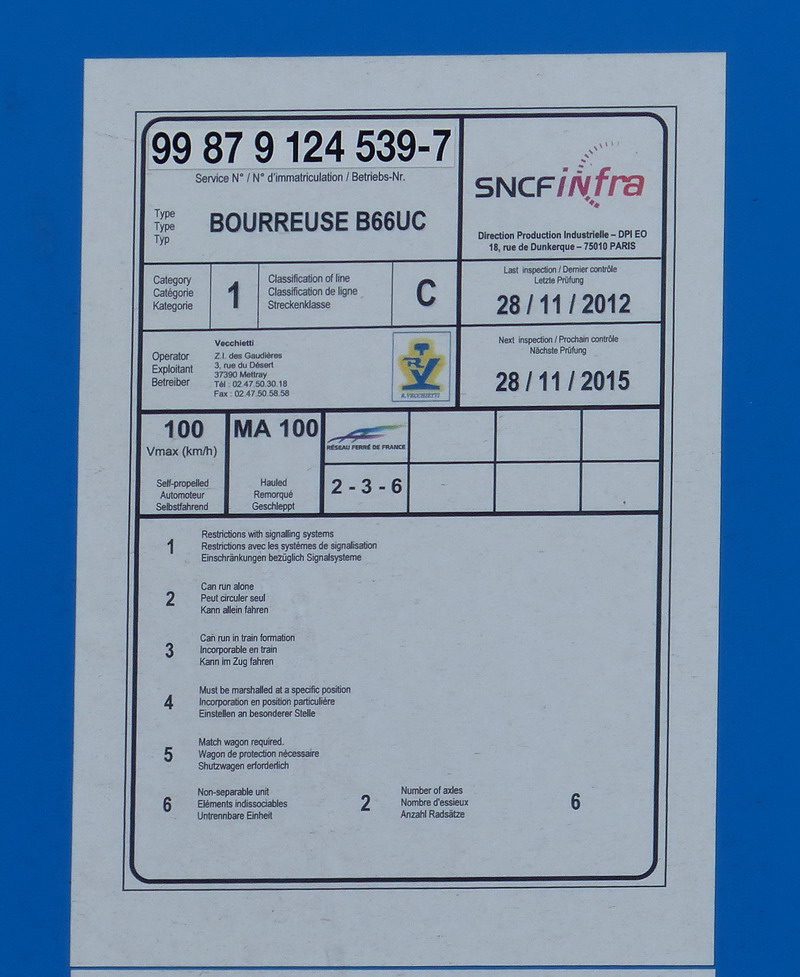 99 87 9 124 539-7
Service N° / N° d'immatriculation / Betriebs-Nr.
Type
Type
Typ
BOURREUSE B66UC
SNCF infra
Direction Production Industrielle – DPI EO
18, rue de Dunkerque – 75010 PARIS
Category
Catégorie
Kategorie
1
Classification of line
Classification de ligne
Streckenklasse
C
Last inspection / Dernier contrôle
Letzte Prüfung
28 / 11 / 2012
Operator
Exploitant
Betreiber
Vecchietti
Z.I. des Gaudières
3, rue du Désert
37390 Mettray
Tél : 02.47.50.30.18
Fax : 02.47.50.58.58
TRV
R.VECCHIETTI
Next inspection / Prochain contrôle
Nächste Prüfung
28 / 11 / 2015
100
Vmax (km/h)
Self-propelled
Automoteur
Selbstfahrend
MA 100
Hauled
Remorqué
Geschleppt
RÉSEAU FERRÉ DE FRANCE
2 - 3 - 6
1
Restrictions with signalling systems
Restrictions avec les systémes de signalisation
Einschränkungen bezüglich Signalsysteme
2
Can run alone
Peut circuler seul
Kann allein fahren
3
Can run in train formation
Incorporable en train
Kann im Zug fahren
4
Must be marshalled at a specific position
Incorporation en position particulière
Einstellen an besonderer Stelle
5
Match wagon required.
Wagon de protection nécessaire
Shutzwagen erforderlich
6
Non-separable unit
Eléments indissociables
Untrennbare Einheit
2
Number of axles
Nombre d'essieux
Anzahl Radsätze
6